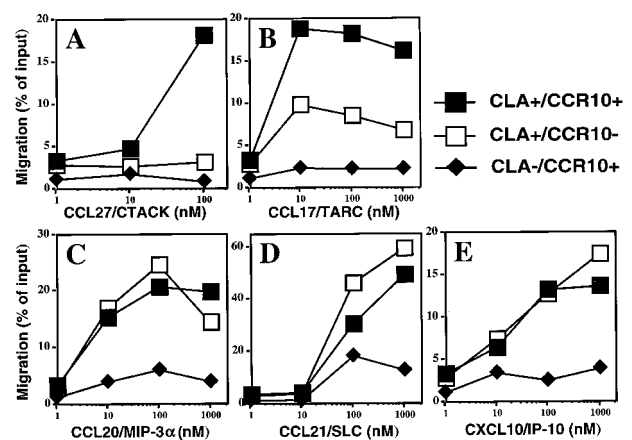 A
Migration (% of input)
20
15
10
5
0
1
10
100
CCL27/CTACK (nM)
B
20
15
10
5
0
1
10
100
1000
CCL17/TARC (nM)
CLA+/CCR10+
CLA+/CCR10-
CLA-/CCR10+
C
Migration (% of input)
30
20
10
0
1
10
100
1000
CCL20/MIP-3α(nM)
D
60
40
20
1
10
100
1000
CCL21/SLC (nM)
E
20
15
10
5
0
1
10
100
1000
CXCL10/IP-10 (nM)